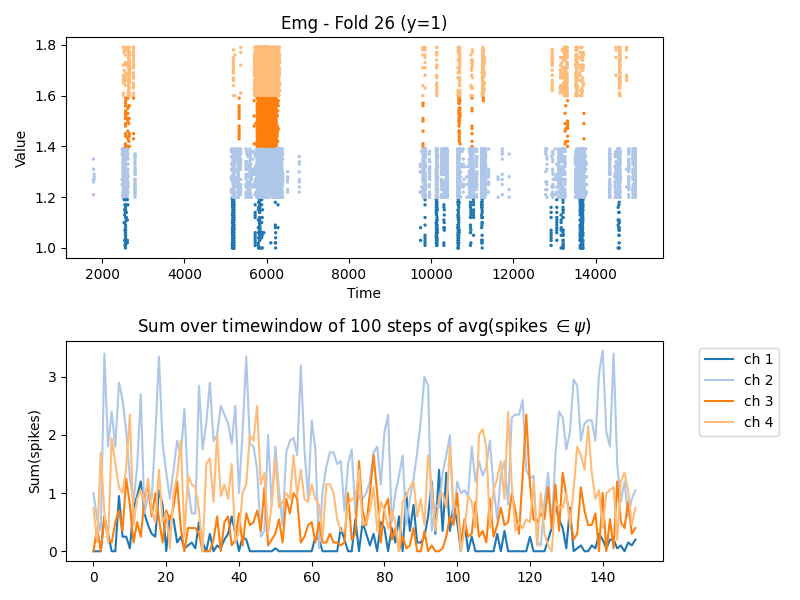 Emg - Fold 26 (y=1)
Value
1.8
1.6
1.4
1.2
1.0
2000 4000 6000 8000 10000 12000 14000
Time
Sum over timewindow of 100 steps of avg(spikes ∈ ψ)
Sum(spikes)
3
2
1
0
0 20 40 60 80 100 120 140
ch 1
ch 2
ch 3
ch 4